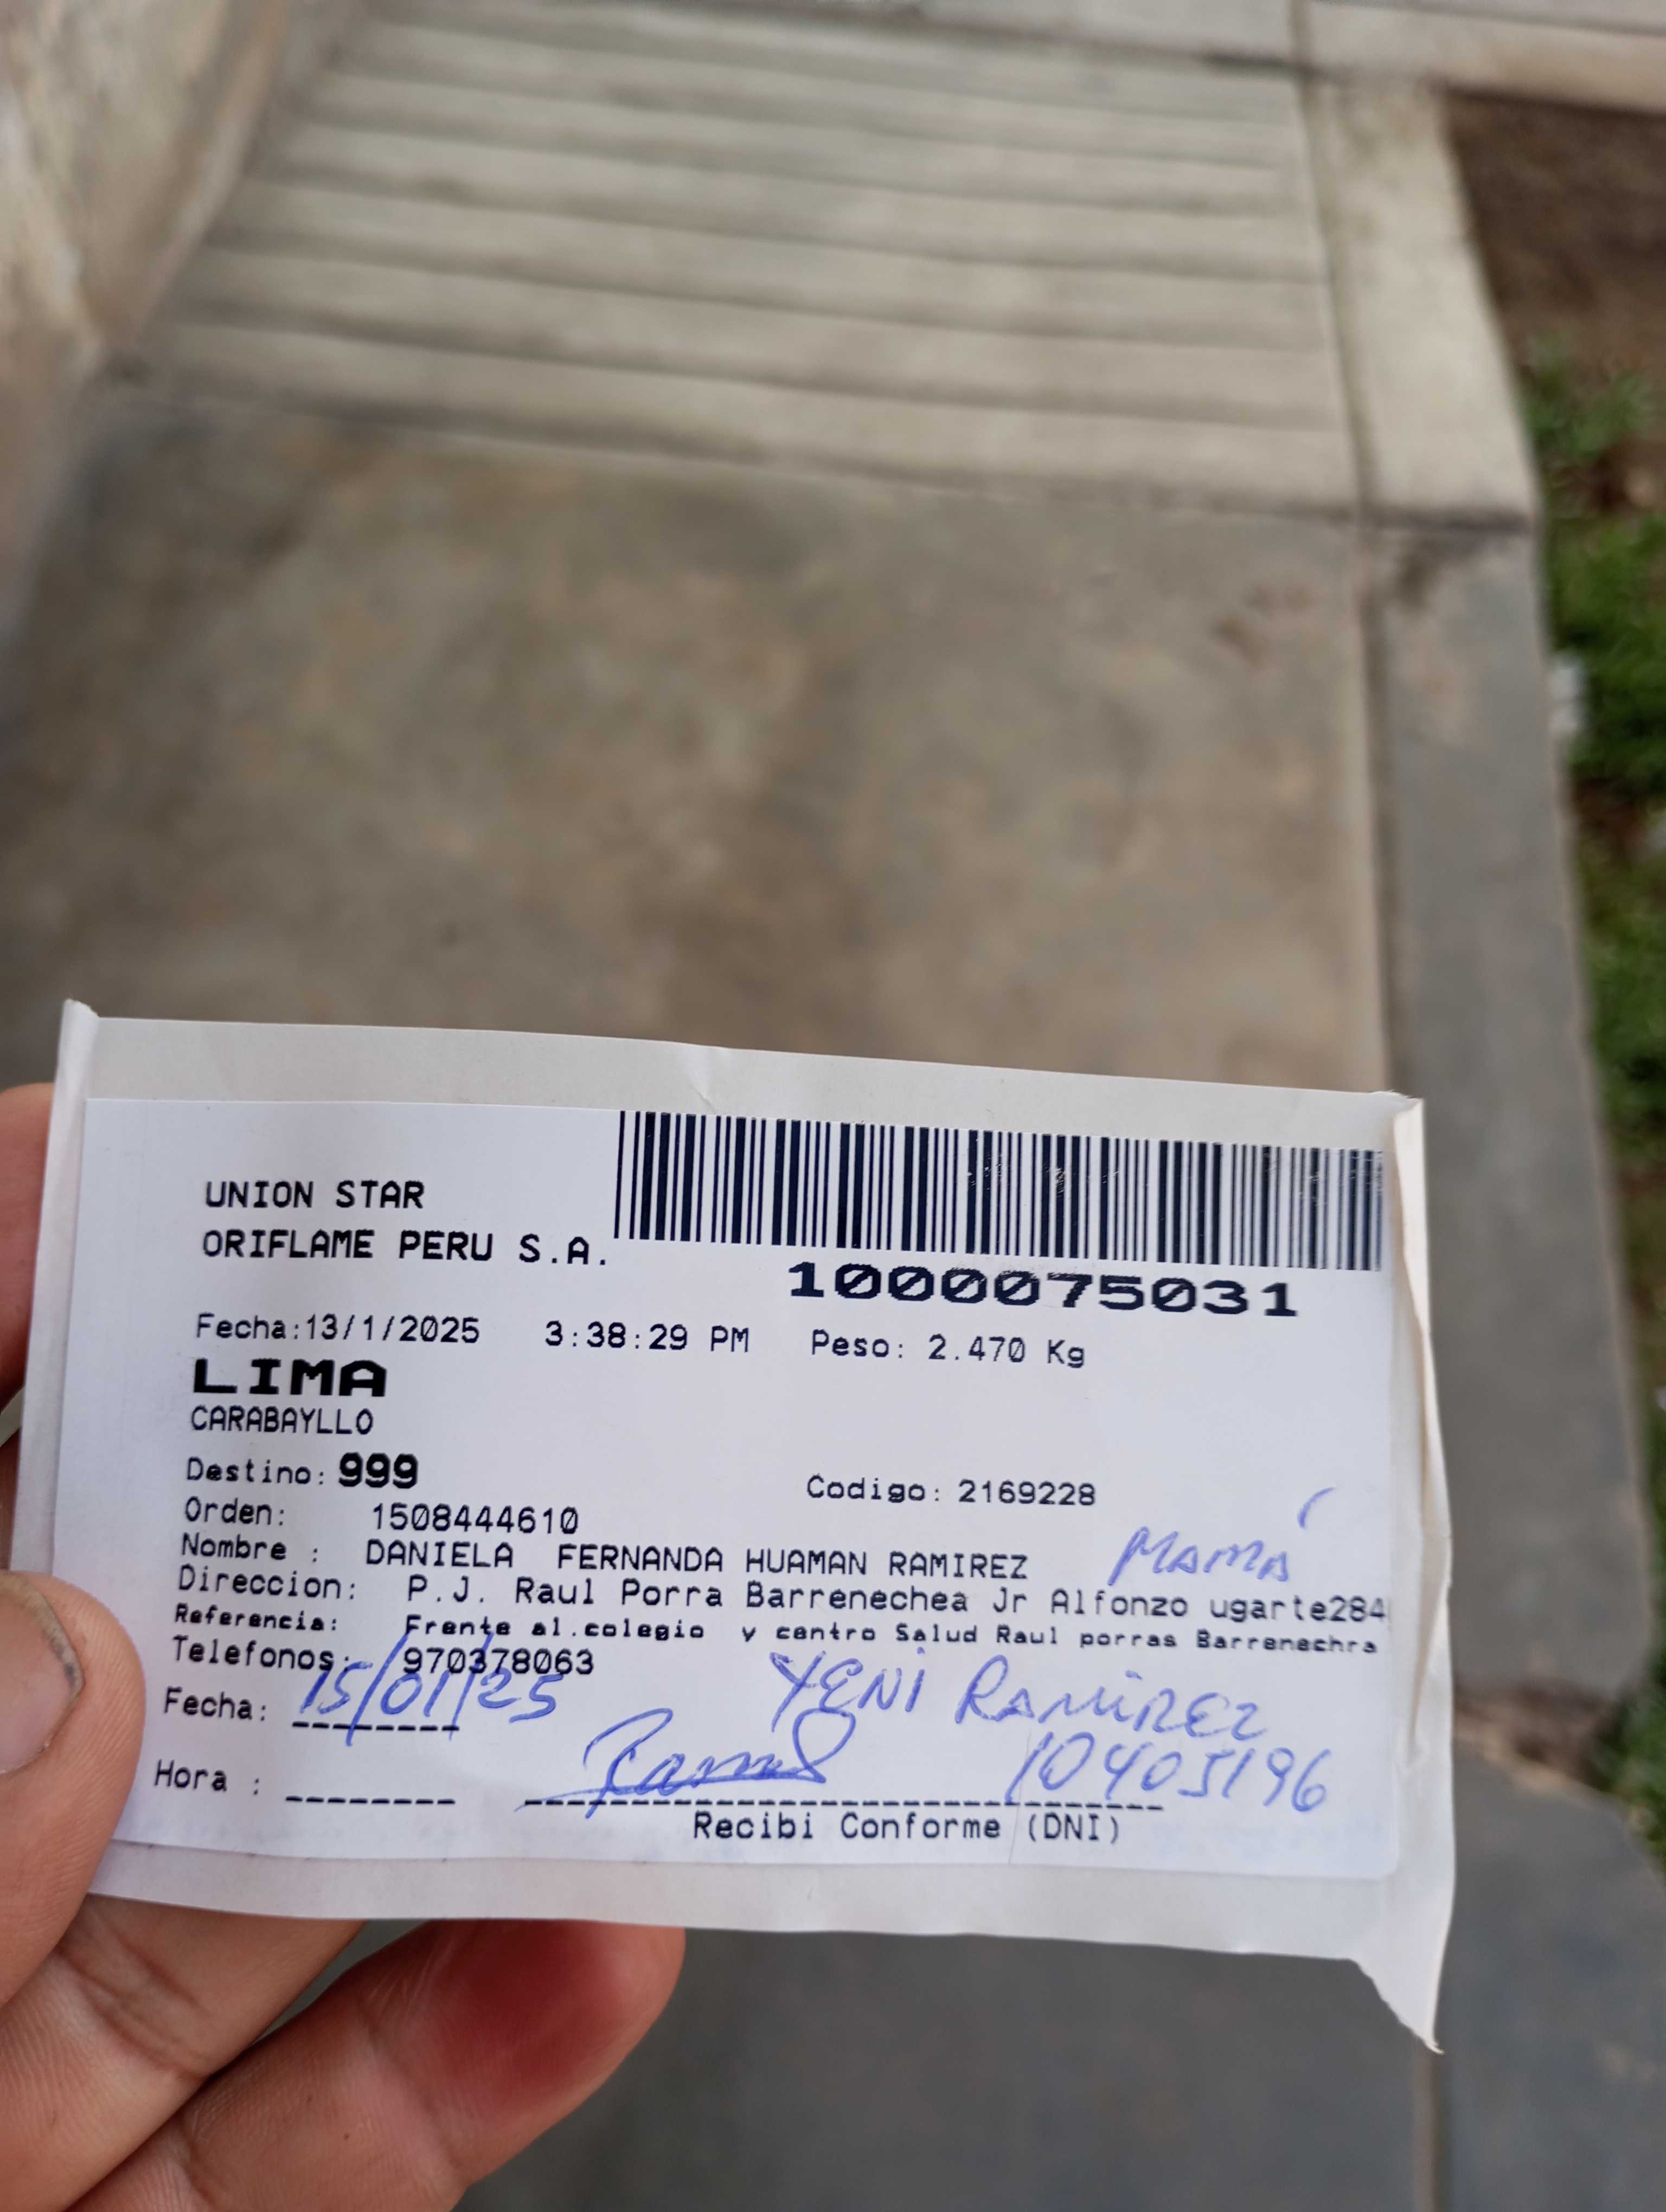 UNION STAR
ORIFLAME PERU S.A.
1000075031
Fecha:13/1/2025 3:38:29 PM Peso: 2.470 Kg
LIMA
CARABAYLLO
Destino: 999 Codigo: 2169228
Orden: 1508444610
Nombre : DANIELA FERNANDA HUAMAN RAMIREZ MAMÁ
Direccion: P.J. Raul Porra Barrenechea Jr Alfonzo ugarte284
Referencia: Frente al.colegio y centro Salud Raul porras Barrenechra
Telefonos: 970378063
Fecha: 15/01/25 YENI RAMIREZ
Hora : 10405196
Recibi Conforme (DNI)